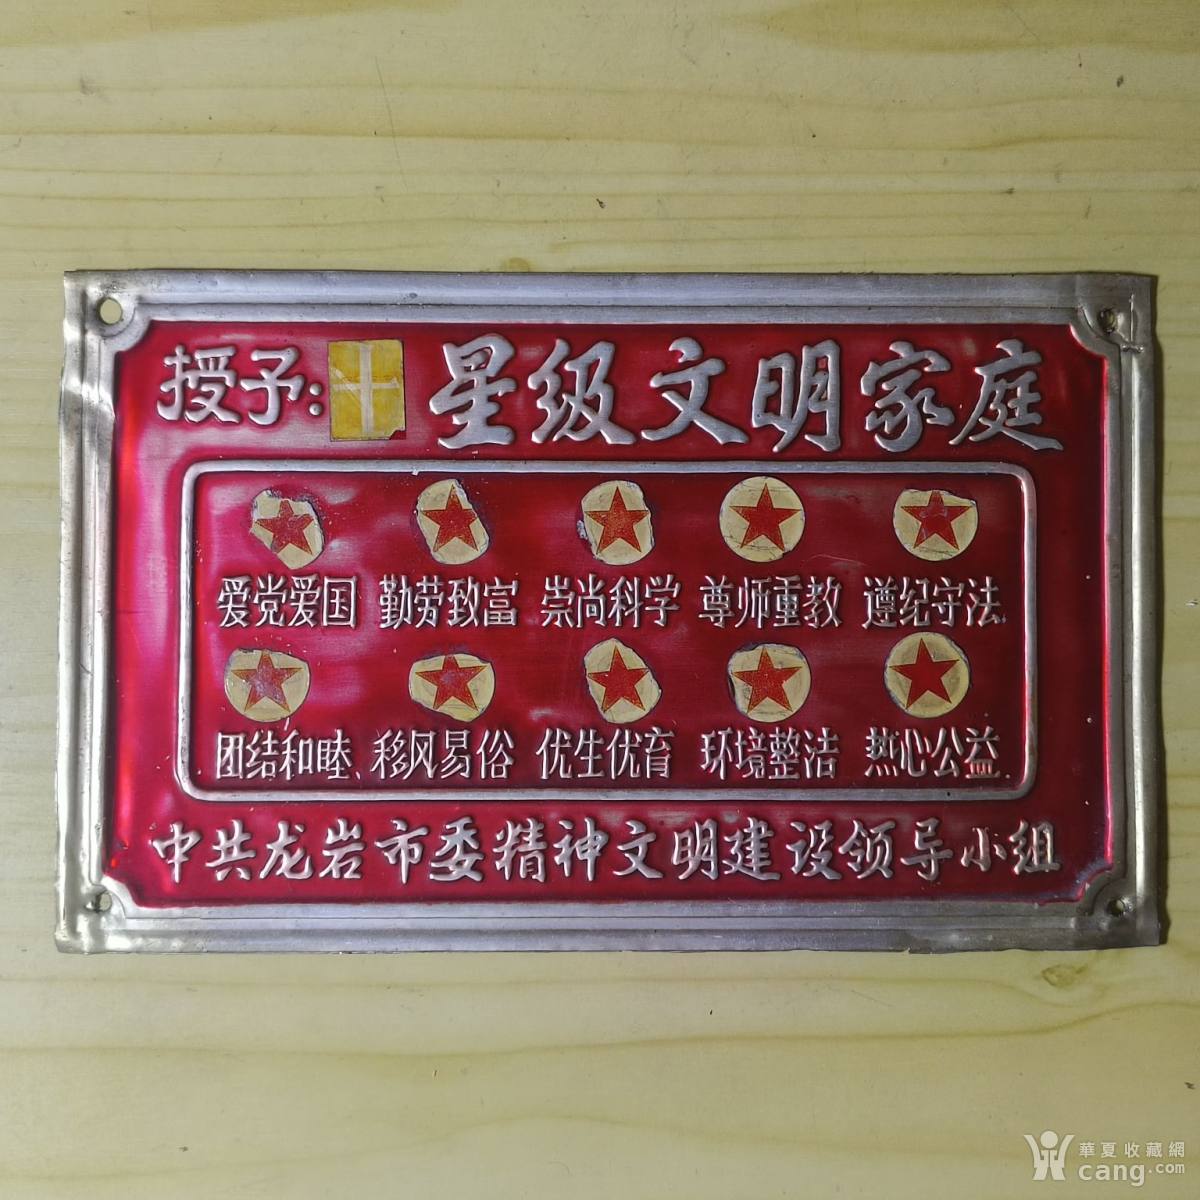 授予:十星级文明家庭
爱党爱国 勤劳致富 崇尚科学 尊师重教 遵纪守法
团结和睦 移风易俗 优生优育 环境整洁 热心公益
中共龙岩市委精神文明建设领导小组
華夏收藏網
cang.com